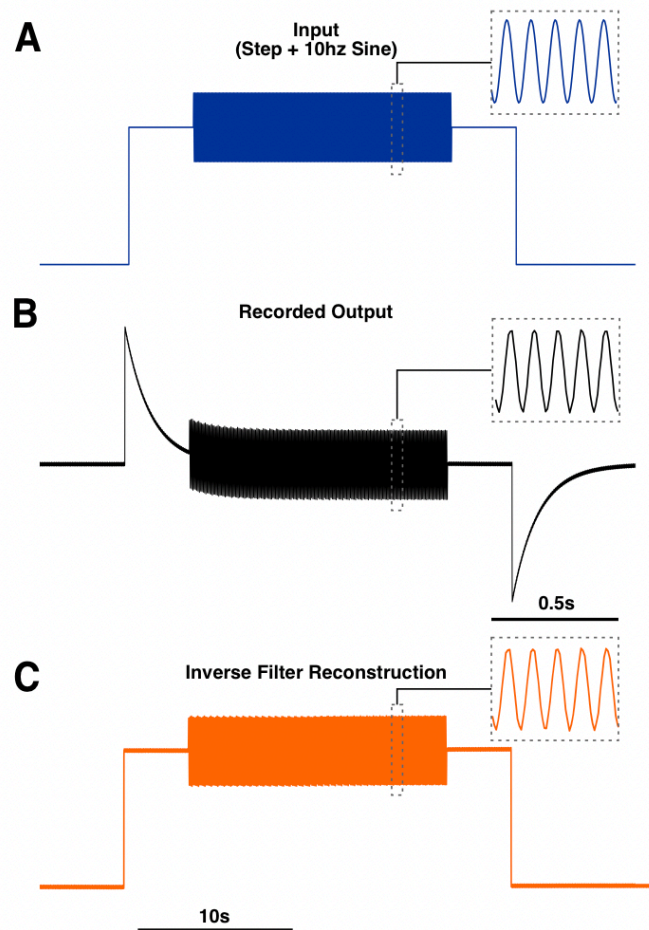 A
Input
(Step + 10hz Sine)
B
Recorded Output
0.5s
C
Inverse Filter Reconstruction
10s